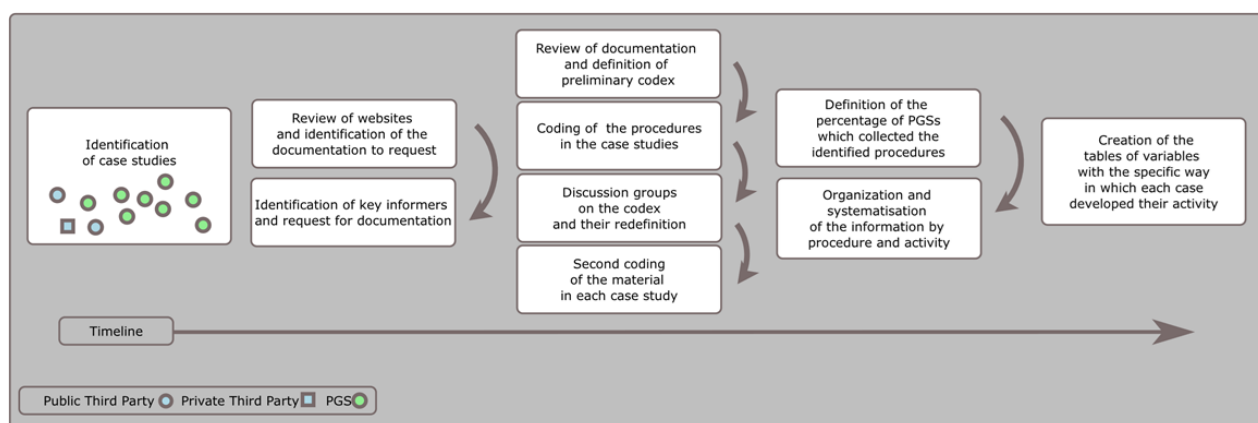 Identification
of case studies
Review of websites
and identification of the
documentation to request
Identification of key informers
and request for documentation
Review of documentation
and definition of
preliminary codex
Coding of the procedures
in the case studies
Discussion groups
on the codex
and their redefinition
Second coding
of the material
in each case study
Definition of the
percentage of PGSs
which collected the
identified procedures
Organization and
systematisation
of the information by
procedure and activity
Creation of the
tables of variables
with the specific way
in which each case
developed their activity
Timeline
Public Third Party Private Third Party PGS